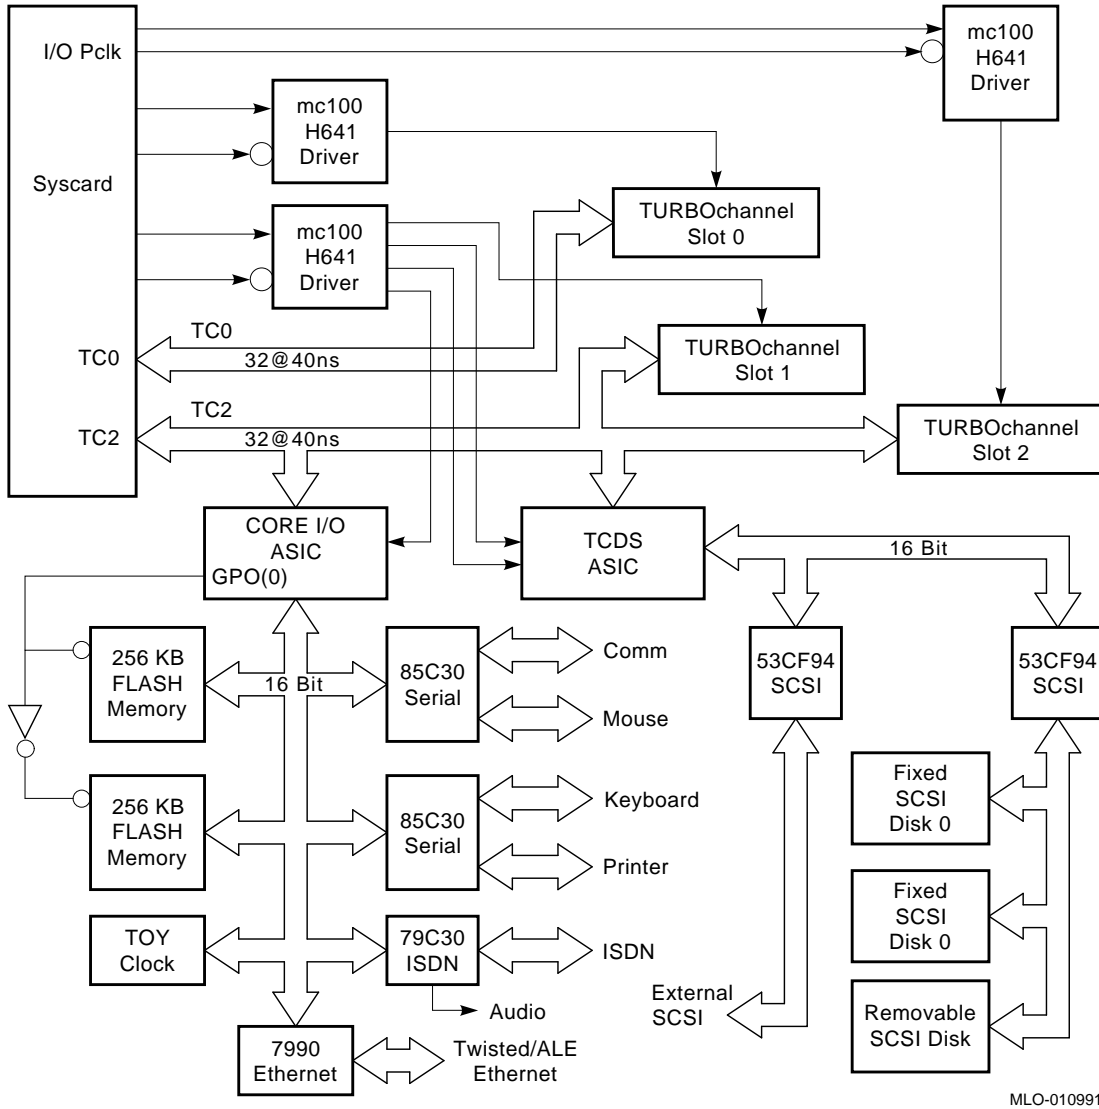 I/O Pclk
Syscard
TC0
TC2
mc100
H641
Driver
mc100
H641
Driver
mc100
H641
Driver
TURBOchannel
Slot 0
TC0
32@40ns
TURBOchannel
Slot 1
TC2
32@40ns
TURBOchannel
Slot 2
CORE I/O
ASIC
GPO(0)
TCDS
ASIC
16 Bit
256 KB
FLASH
Memory
16 Bit
85C30
Serial
Comm
Mouse
53CF94
SCSI
53CF94
SCSI
256 KB
FLASH
Memory
85C30
Serial
Keyboard
Printer
Fixed
SCSI
Disk 0
Fixed
SCSI
Disk 0
TOY
Clock
79C30
ISDN
ISDN
Audio
External
SCSI
Removable
SCSI Disk
7990
Ethernet
Twisted/ALE
Ethernet
MLO-010991